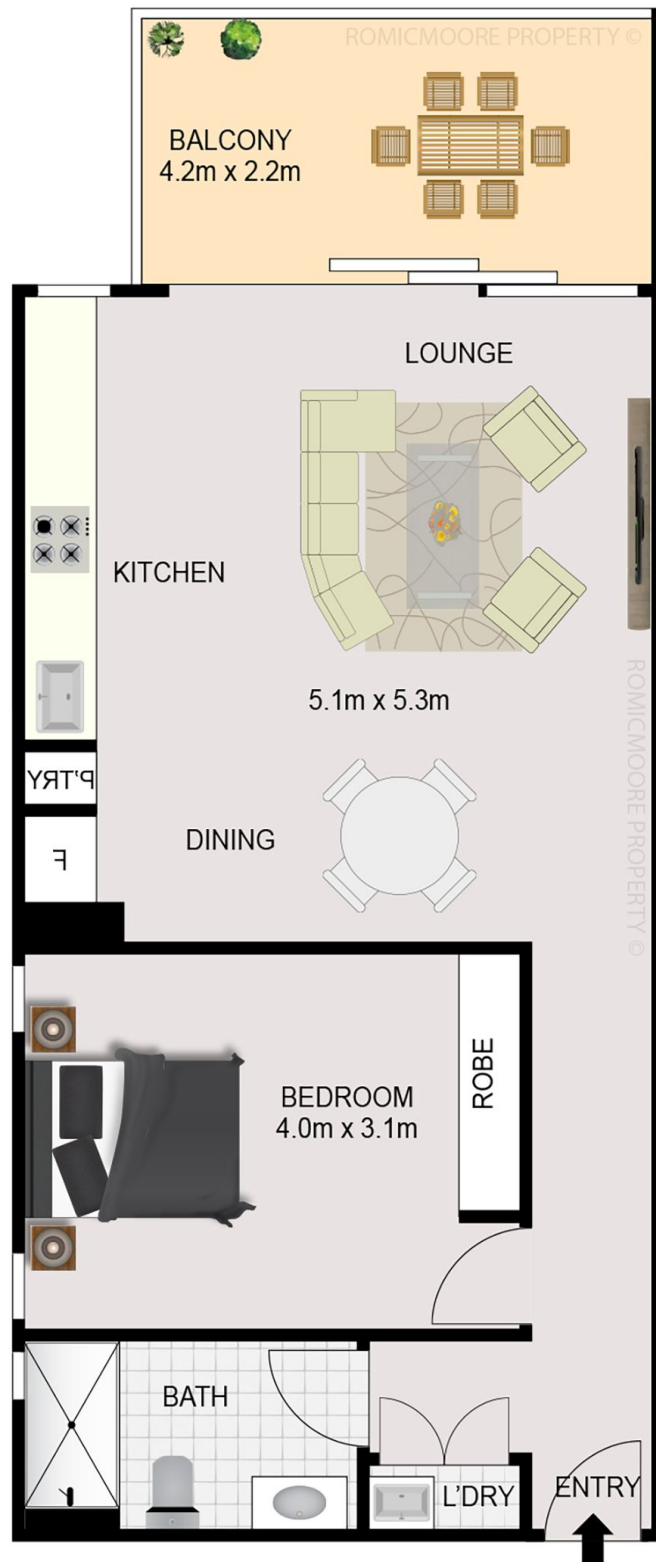 ROMICMOORE PROPERTY ©
BALCONY
4.2m x 2.2m
LOUNGE
KITCHEN
5.1m x 5.3m
ROMICMOORE PROPERTY ©
P'TRY
DINING
F
BEDROOM
4.0m x 3.1m
ROBE
BATH
L'DRY
ENTRY